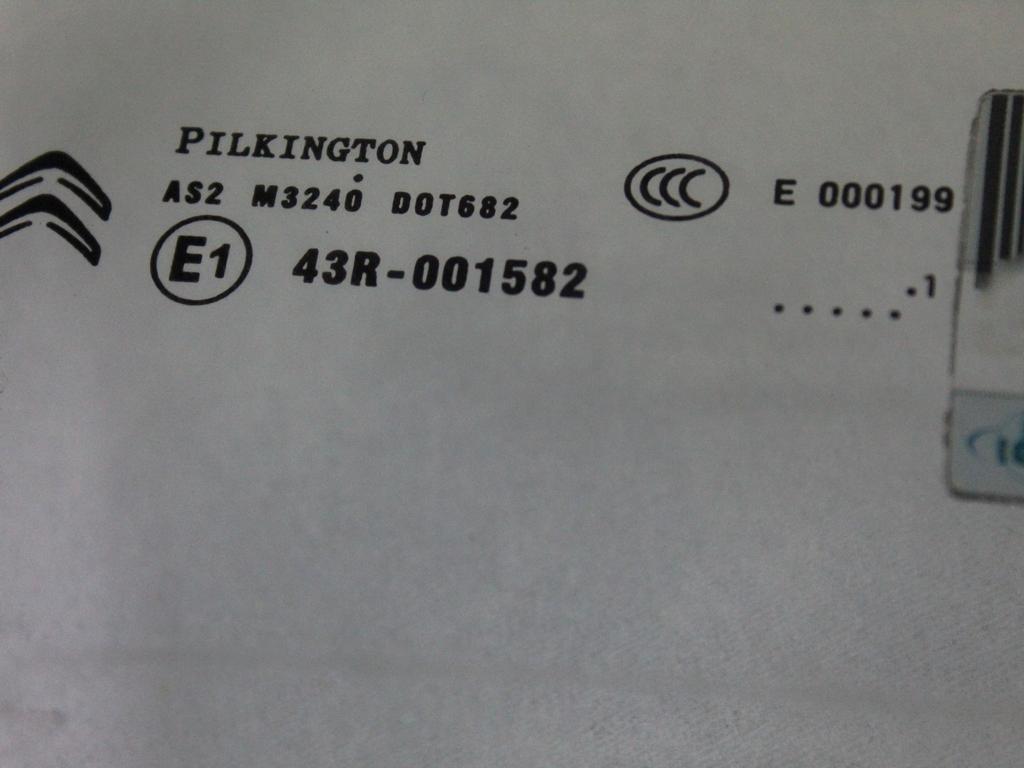 PILKINGTON
AS2 M3240 DOT682
CCC E 000199
E1 43R-001582
.....·1